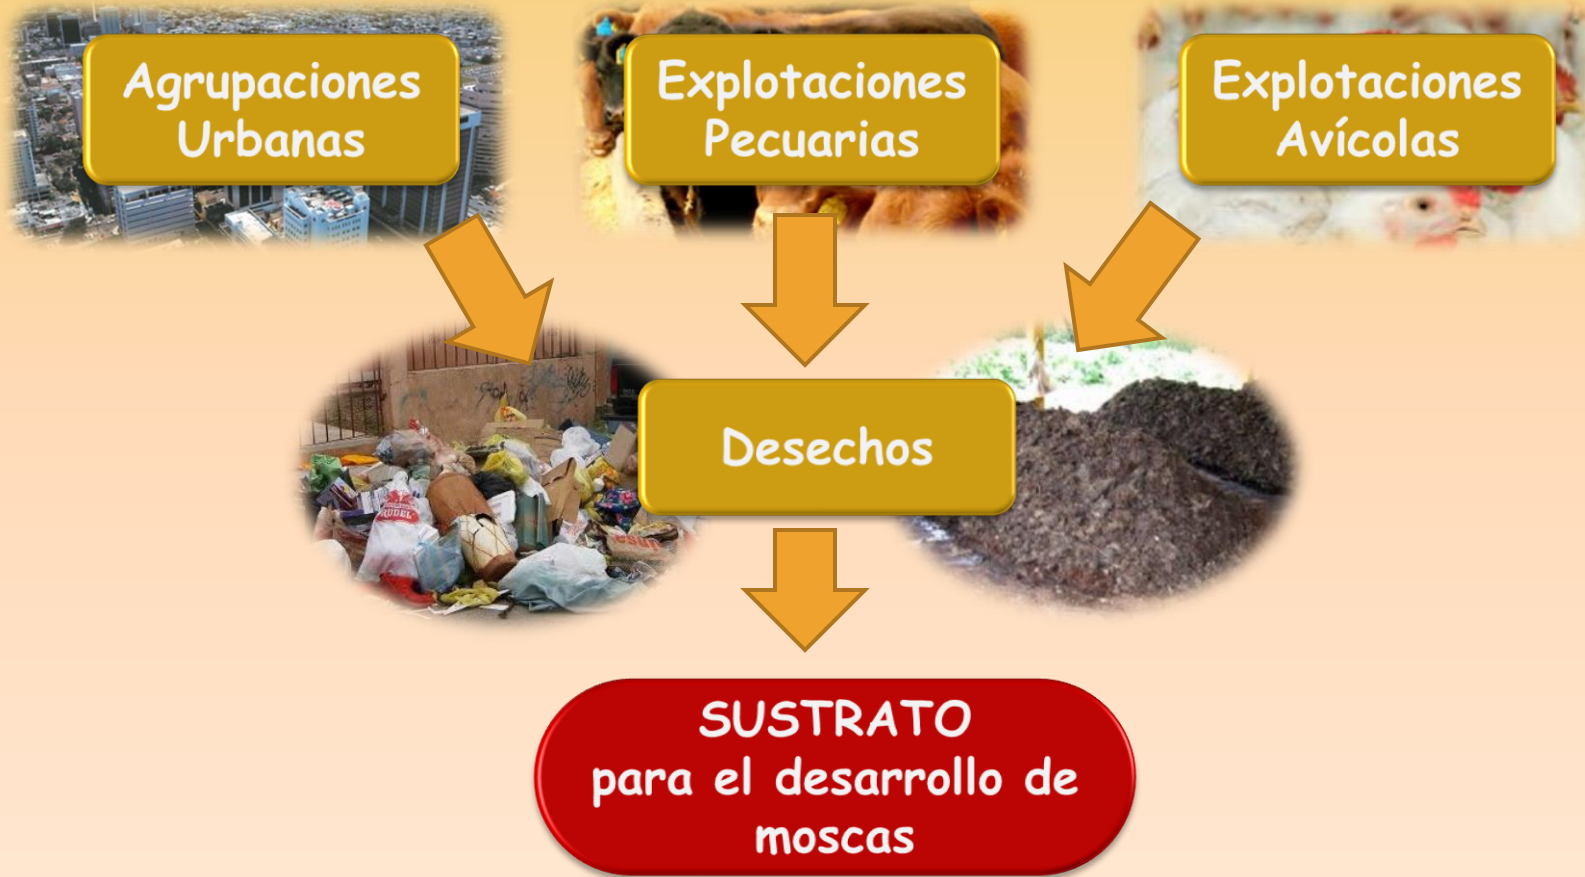 Agrupaciones
Urbanas
Explotaciones
Pecuarias
Explotaciones
Avícolas
Desechos
SUSTRATO
para el desarrollo de
moscas